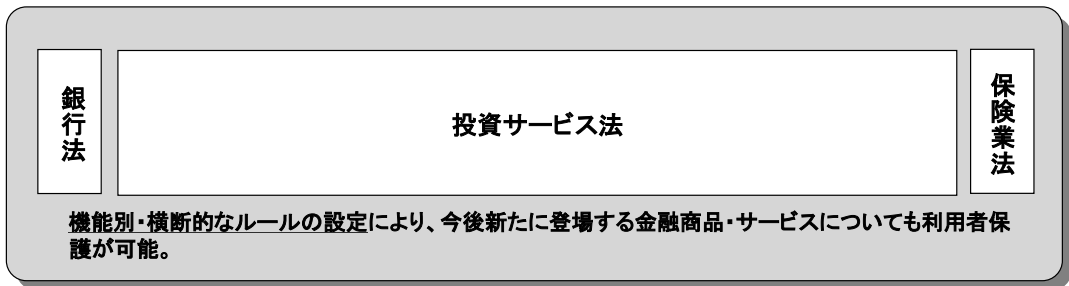 銀行法
投資サービス法
保険業法
機能別・横断的なルールの設定により、今後新たに登場する金融商品・サービスについても利用者保
護が可能。